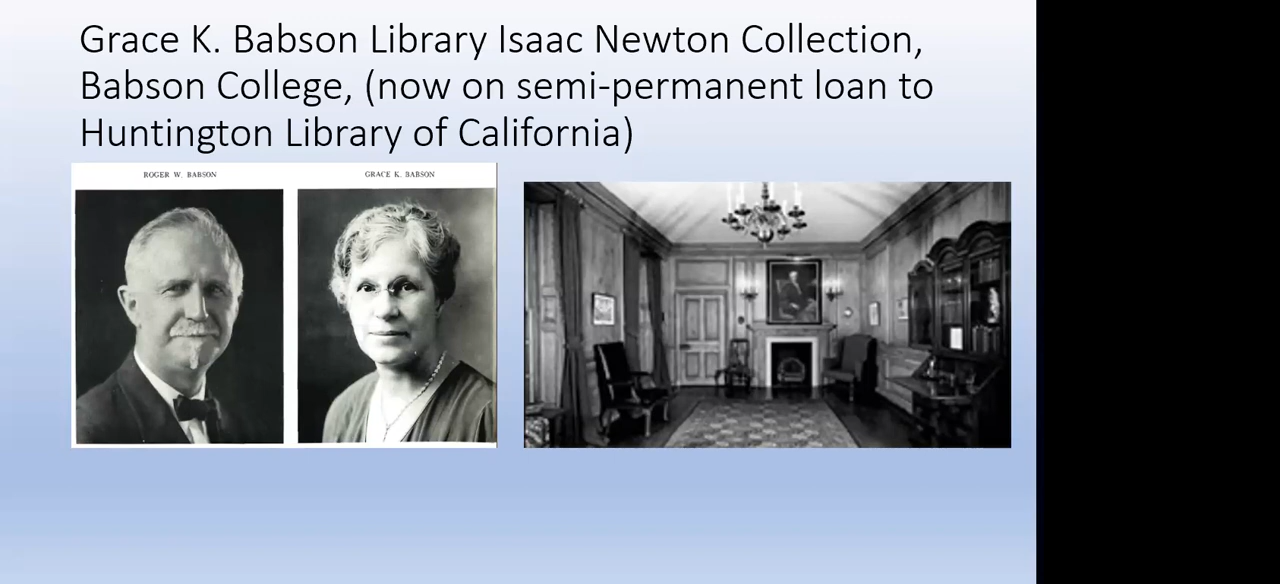 Grace K. Babson Library Isaac Newton Collection,
Babson College, (now on semi-permanent loan to
Huntington Library of California)
ROGER W. BABSON
GRACE K. BABSON